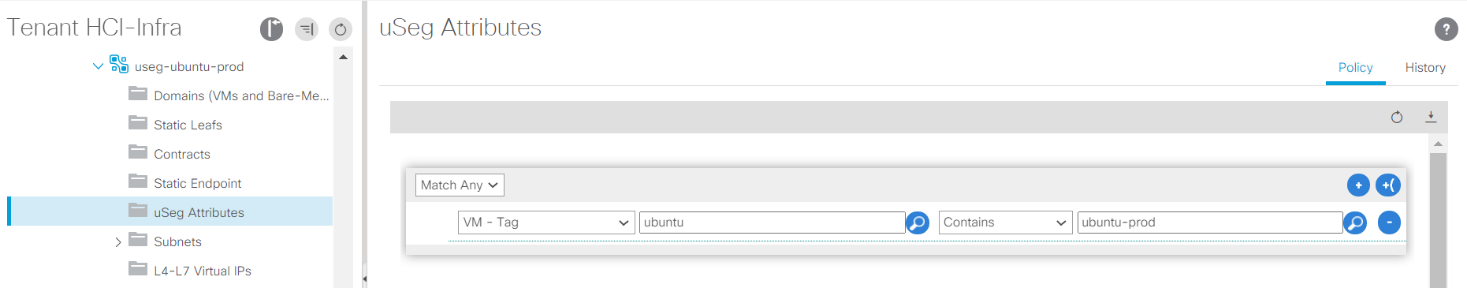 Tenant HCI-Infra
useg-ubuntu-prod
Domains (VMs and Bare-Me...
Static Leafs
Contracts
Static Endpoint
uSeg Attributes
Subnets
L4-L7 Virtual IPs
uSeg Attributes
?
Policy History
Match Any + +(
VM - Tag ubuntu Contains ubuntu-prod -